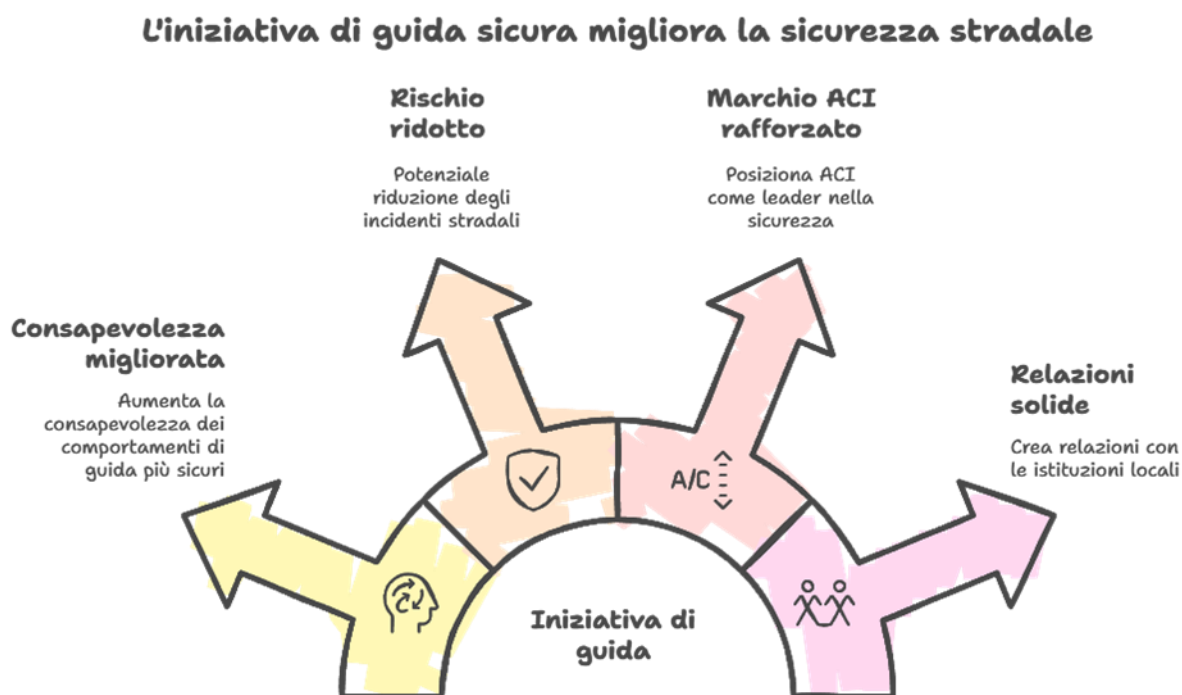 L'iniziativa di guida sicura migliora la sicurezza stradale
Rischio
ridotto
Potenziale
riduzione degli
incidenti stradali
Marchio ACI
rafforzato
Posiziona ACI
come leader nella
sicurezza
Consapevolezza
migliorata
Aumenta la
consapevolezza dei
comportamenti di
guida più sicuri
Relazioni
solide
Crea relazioni con
le istituzioni locali
A/C
Iniziativa di
guida